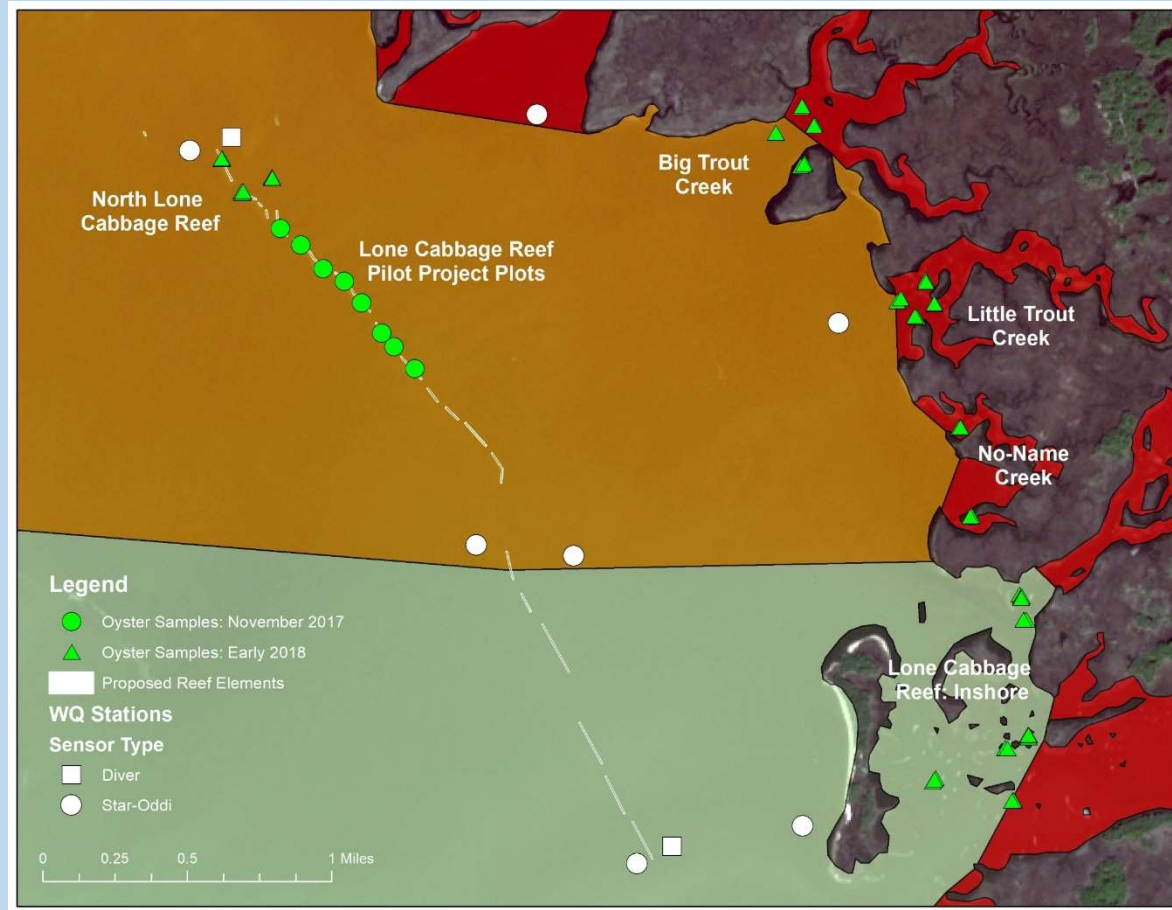 Big Trout
Creek
North Lone
Cabbage Reef
Lone Cabbage Reef
Pilot Project Plots
Little Trout
Creek
No-Name
Creek
Lone Cabbage
Reef: Inshore
Legend
Oyster Samples: November 2017
Oyster Samples: Early 2018
Proposed Reef Elements
WQ Stations
Sensor Type
Diver
Star-Oddi
0 0.25 0.5 1 Miles